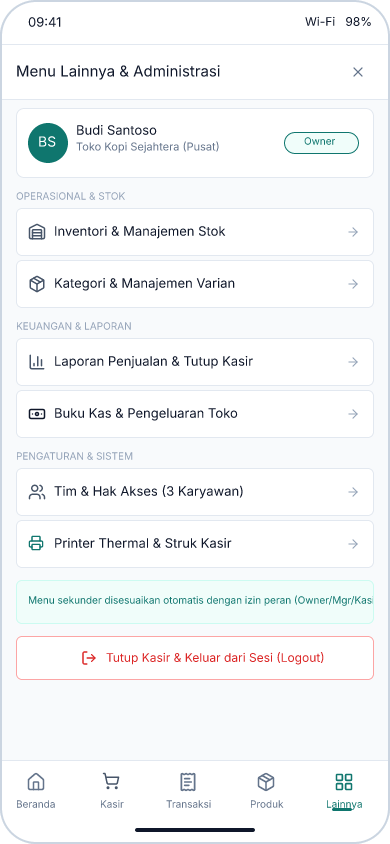 09:41
Wi-Fi 98%
Menu Lainnya & Administrasi
BS
Budi Santoso
Toko Kopi Sejahtera (Pusat)
Owner
OPERASIONAL & STOK
Inventori & Manajemen Stok
Kategori & Manajemen Varian
KEUANGAN & LAPORAN
Laporan Penjualan & Tutup Kasir
Buku Kas & Pengeluaran Toko
PENGATURAN & SISTEM
Tim & Hak Akses (3 Karyawan)
Printer Thermal & Struk Kasir
Menu sekunder disesuaikan otomatis dengan izin peran (Owner/Mgr/Kasi
Tutup Kasir & Keluar dari Sesi (Logout)
Beranda
Kasir
Transaksi
Produk
Lainnya